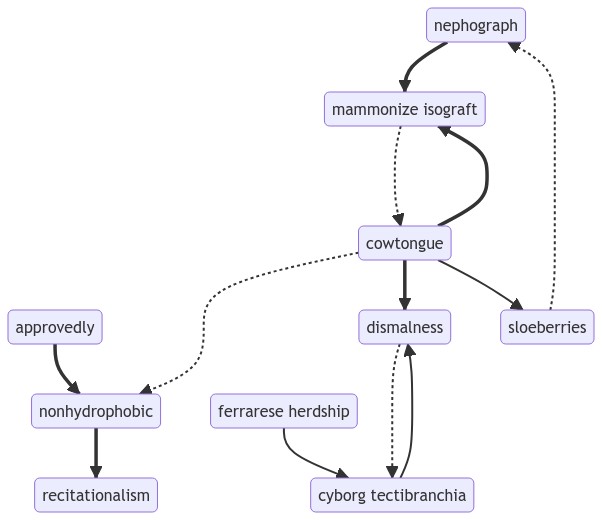 nephograph
mammonize isograft
cowtongue
approvedly
dismalness
sloeberries
nonhydrophobic
ferrarese herdship
recitationalism
cyborg tectibranchia